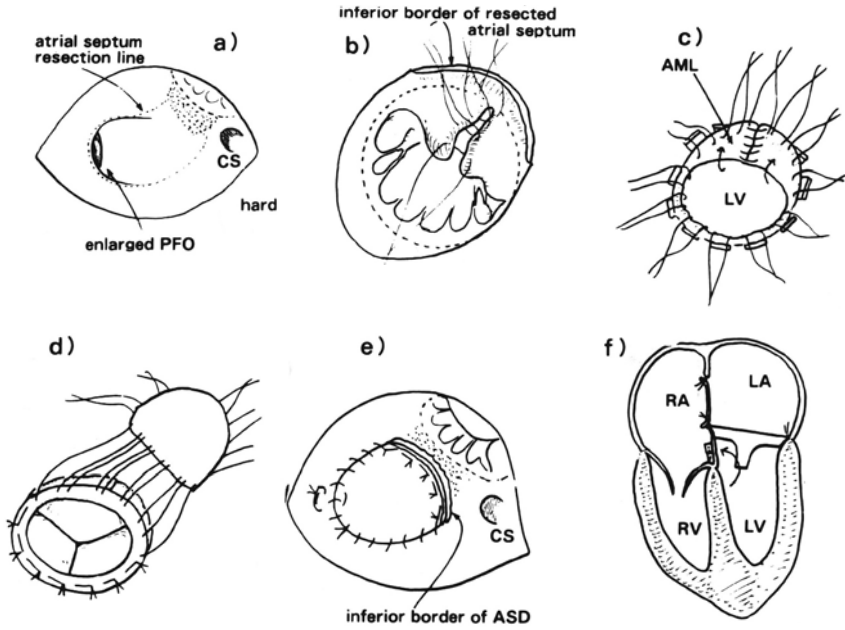 a)
atrial septum
resection line
CS
hard
enlarged PFO
b)
inferior border of resected
atrial septum
c)
AML
LV
d)
e)
CS
inferior border of ASD
f)
RA
LA
RV
LV